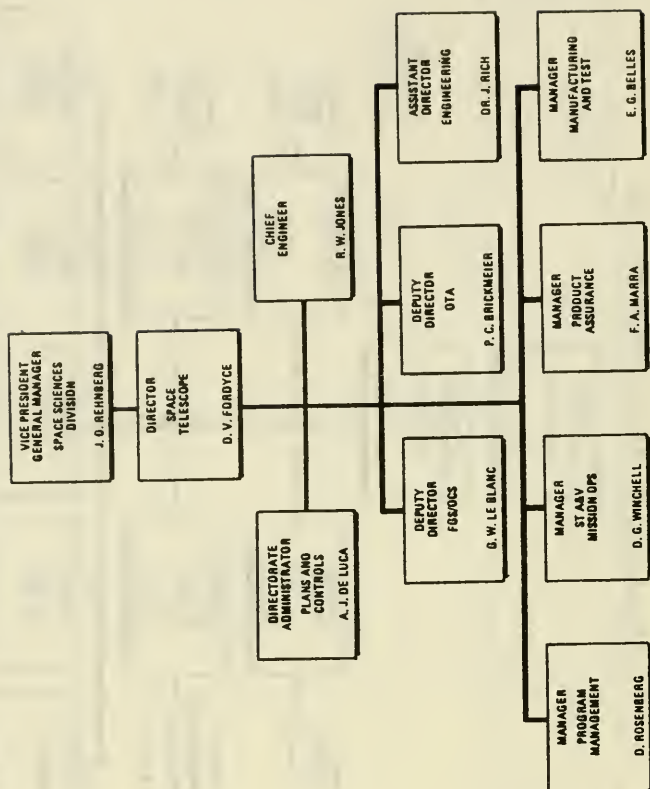 VICE PRESIDENT
GENERAL MANAGER
SPACE SCIENCES
DIVISION
J. O. REHNBERG
DIRECTOR
SPACE
TELESCOPE
D. V. FORDYCE
DIRECTORATE
ADMINISTRATOR
PLANS AND
CONTROLS
A. J. DE LUCA
CHIEF
ENGINEER
R. W. JONES
DEPUTY
DIRECTOR
FGS/OCS
G. W. LE BLANC
DEPUTY
DIRECTOR
OTA
P. C. BRICKMEIER
ASSISTANT
DIRECTOR
ENGINEERING
DR. J. RICH
MANAGER
PROGRAM
MANAGEMENT
D. ROSENBERG
MANAGER
ST A&V
MISSION OPS
D. G. WINCHELL
MANAGER
PRODUCT
ASSURANCE
F. A. MARRA
MANAGER
MANUFACTURING
AND TEST
E. G. BELLES